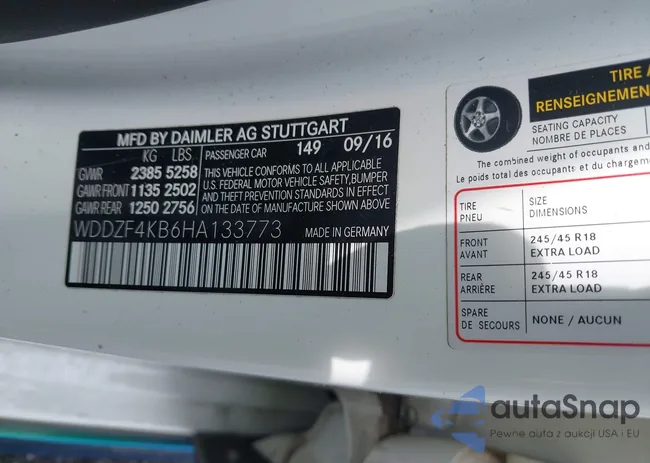 MFD BY DAIMLER AG STUTTGART
KG LBS
GVWR 2385 5258
GAWR FRONT 1135 2502
GAWR REAR 1250 2756
PASSENGER CAR 149 09/16
THIS VEHICLE CONFORMS TO ALL APPLICABLE
U.S. FEDERAL MOTOR VEHICLE SAFETY,BUMPER
AND THEFT PREVENTION STANDARDS IN EFFECT
ON THE DATE OF MANUFACTURE SHOWN ABOVE.
WDDZF4KB6HA133773 MADE IN GERMANY
TIRE
RENSEIGNEMEN
SEATING CAPACITY
NOMBRE DE PLACES
The combined weight of occupants and
Le poids total des occupants et du chargeme
TIRE SIZE
PNEU DIMENSIONS
FRONT 245/45 R18
AVANT EXTRA LOAD
REAR 245/45 R18
ARRIÈRE EXTRA LOAD
SPARE
DE SECOURS NONE / AUCUN
autoSnap
Pewne auta z aukcji USA i EU